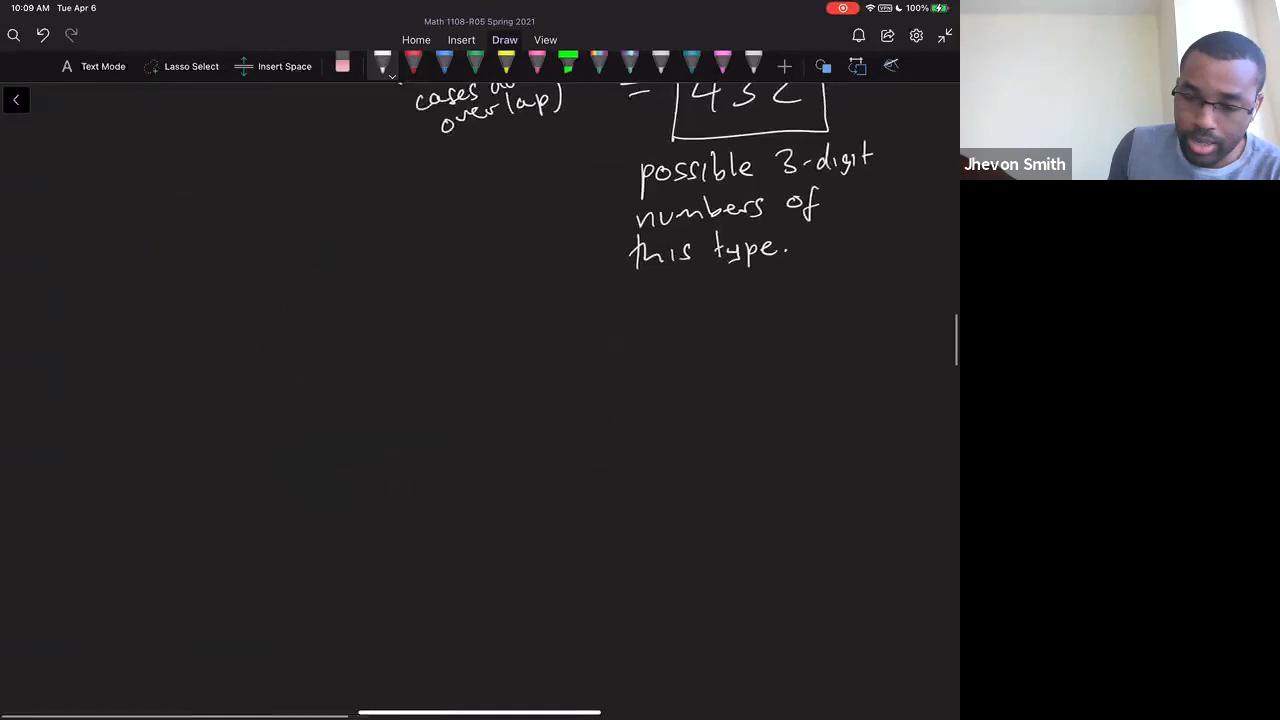 10:09 AM Tue Apr 6
VPN 100%
Math 1108-R05 Spring 2021
Home Insert Draw View
A Text Mode Lasso Select Insert Space
cases
overlap)
= 432
possible 3-digit
numbers of
this type.
Jhevon Smith